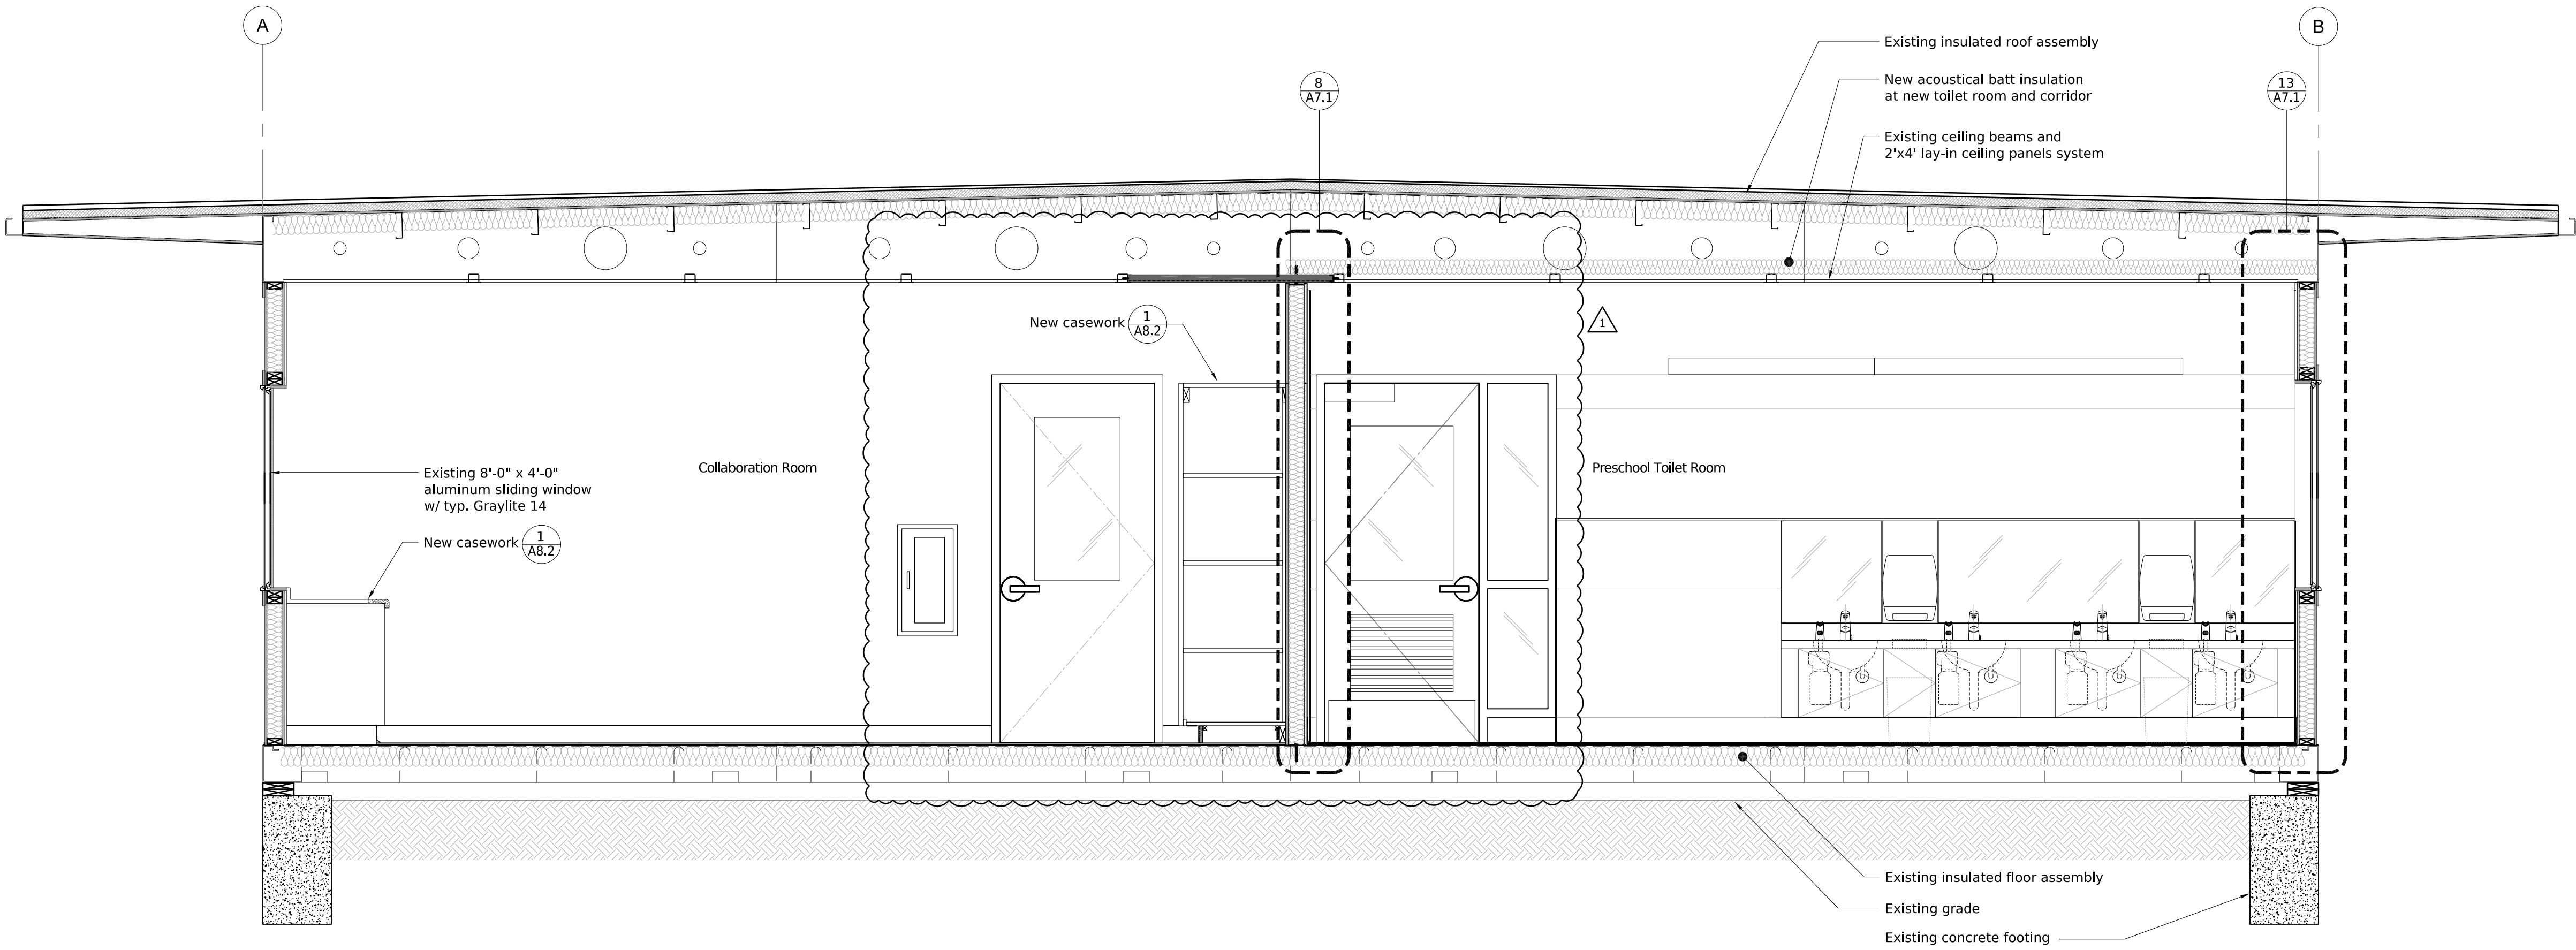 A
B
Existing insulated roof assembly
8
A7.1
New acoustical batt insulation
at new toilet room and corridor
13
A7.1
Existing ceiling beams and
2'x4' lay-in ceiling panels system
New casework
1
A8.2
1
Collaboration Room
Preschool Toilet Room
Existing 8'-0" x 4'-0"
aluminum sliding window
w/ typ. Graylite 14
New casework
1
A8.2
Existing insulated floor assembly
Existing grade
Existing concrete footing